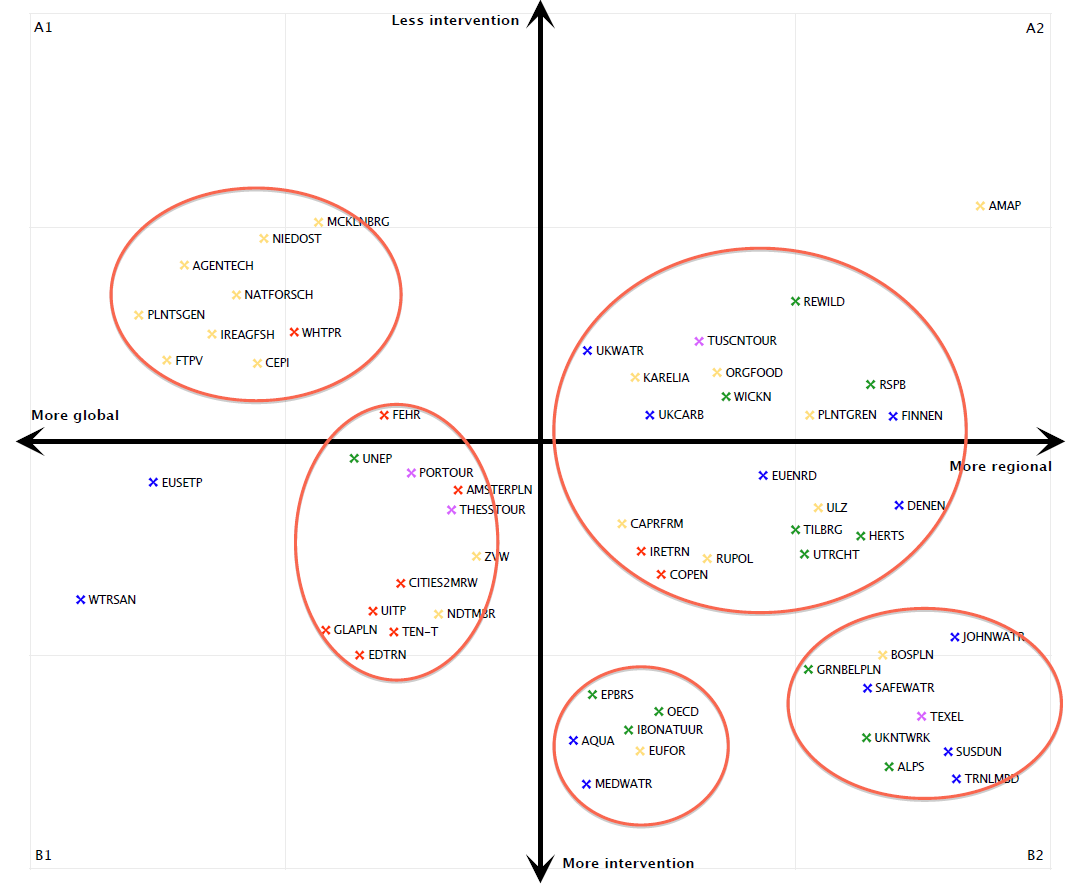 Less intervention
A1
A2
AMAP
MCKLNBRG
NIEDOST
AGENTECH
NATFORSCH
PLNTSGEN
IREAGFSH
WHTPR
FTPV
CEPI
REWILD
TUSCNTOUR
UKWATR
ORGFOOD
KARELIA
RSPB
WICKN
UKCARB
PLNTGREN
FINNEN
More global
FEHR
More regional
UNEP
PORTOUR
EUSETP
AMSTERPLN
THESSTOUR
EUENRD
ULZ
DENEN
CAPRFRM
TILBRG
HERTS
IRETRN
UTRCHT
ZVW
RUPOL
COPEN
CITIES2MRW
WTRSAN
UITP
NDTMBR
GLAPLN
TEN-T
EDTRN
JOHNWATR
BOSPLN
GRNBELPLN
SAFEWATR
EPBRS
OECD
TEXEL
IBONATUUR
AQUA
EUFOR
UKNTWRK
SUSDUN
ALPS
TRNLMBD
MEDWATR
B1
More intervention
B2